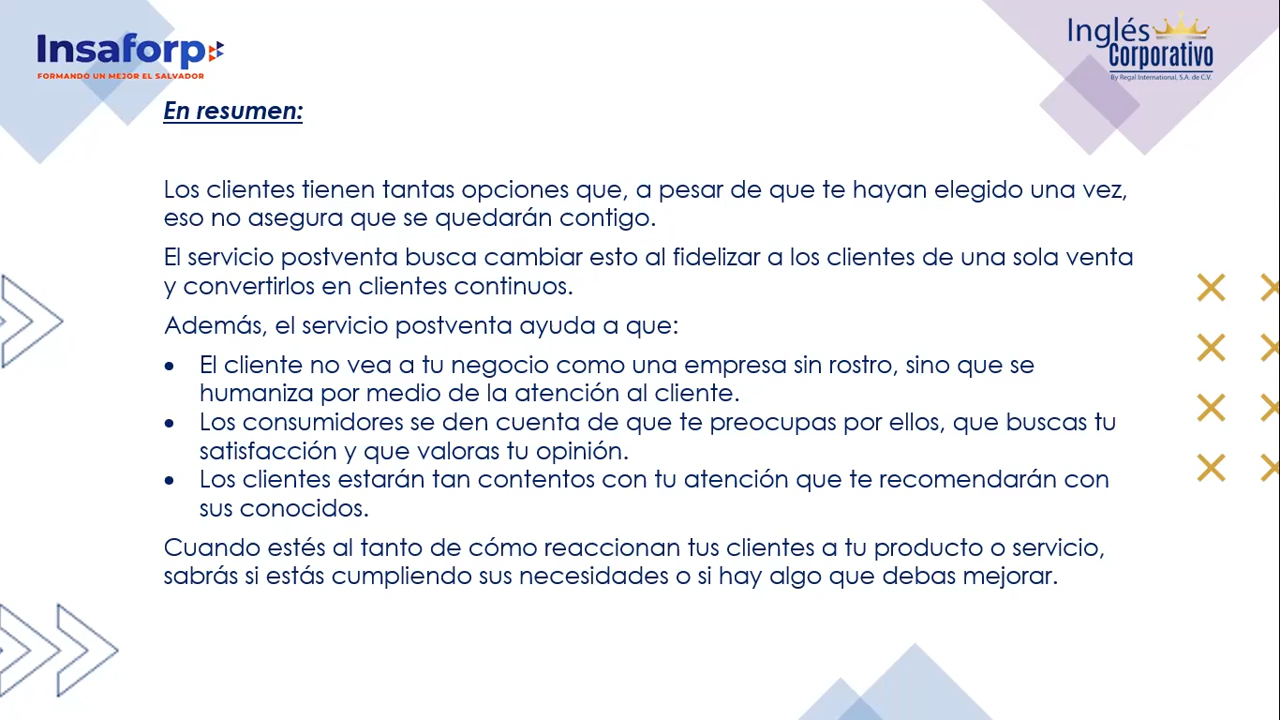 Insaforp
FORMANDO UN MEJOR EL SALVADOR
Inglés
Corporativo
By Regal International, S.A. de C.V.
En resumen:
Los clientes tienen tantas opciones que, a pesar de que te hayan elegido una vez,
eso no asegura que se quedarán contigo.
El servicio postventa busca cambiar esto al fidelizar a los clientes de una sola venta
y convertirlos en clientes continuos.
Además, el servicio postventa ayuda a que:
• El cliente no vea a tu negocio como una empresa sin rostro, sino que se
humaniza por medio de la atención al cliente.
• Los consumidores se den cuenta de que te preocupas por ellos, que buscas tu
satisfacción y que valoras tu opinión.
• Los clientes estarán tan contentos con tu atención que te recomendarán con
sus conocidos.
Cuando estés al tanto de cómo reaccionan tus clientes a tu producto o servicio,
sabrás si estás cumpliendo sus necesidades o si hay algo que debas mejorar.